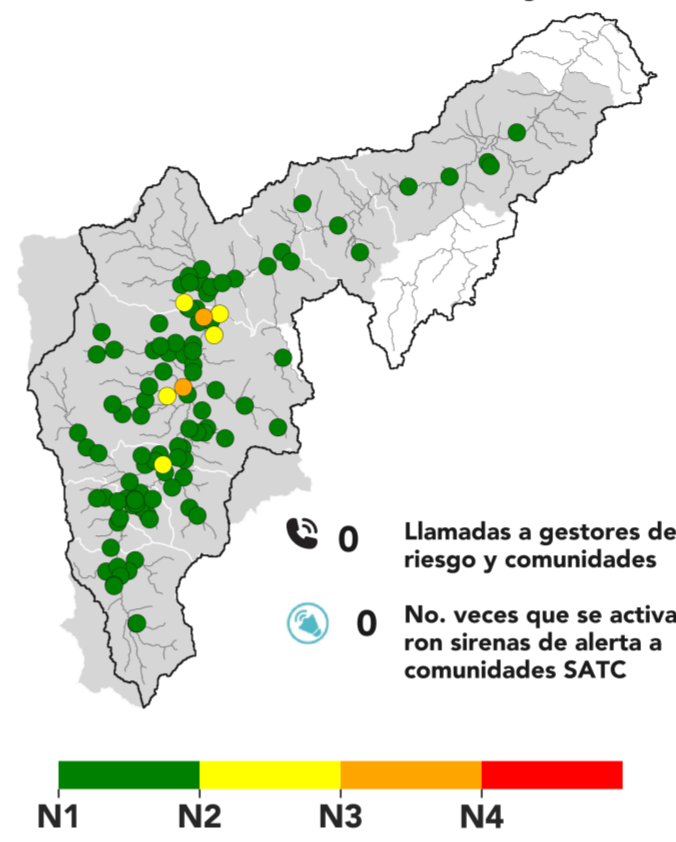 0
Llamadas a gestores de
riesgo y comunidades
0
No. veces que se activa
ron sirenas de alerta a
comunidades SATC
N1 N2 N3 N4